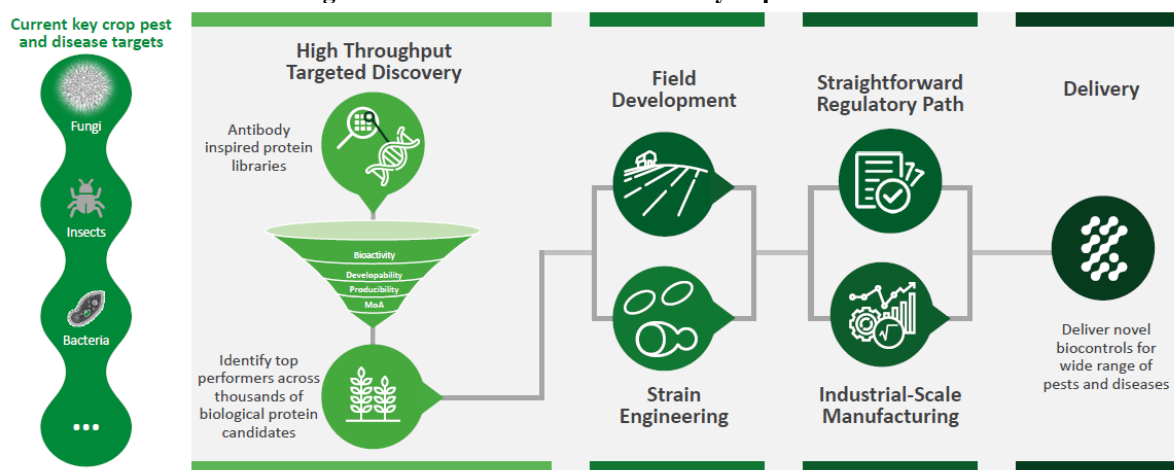 Current key crop pest
and disease targets
Fungi
Insects
Bacteria
...
High Throughput
Targeted Discovery
Antibody
inspired protein
libraries
Bioactivity
Developability
Producibility
MoA
Identify top
performers across
thousands of
biological protein
candidates
Field
Development
Strain
Engineering
Straightforward
Regulatory Path
Industrial-Scale
Manufacturing
Delivery
Deliver novel
biocontrols for
wide range of
pests and diseases